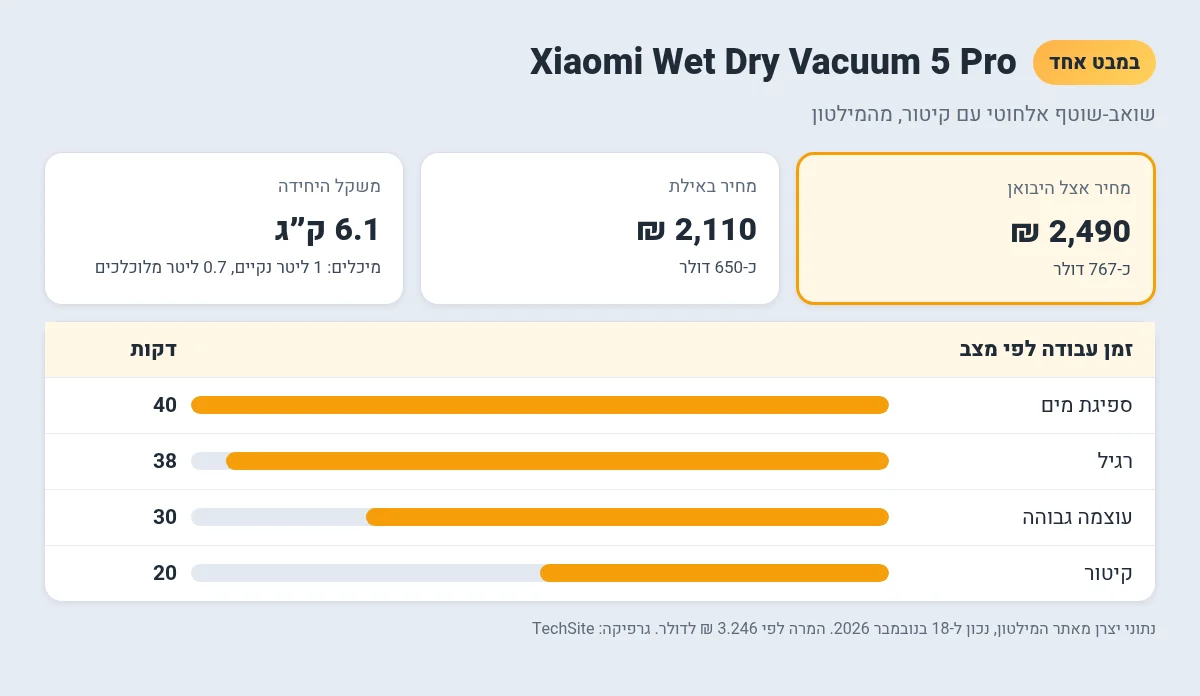 במבט אחד Xiaomi Wet Dry Vacuum 5 Pro
שואב-שוטף אלחוטי עם קיטור, מהמילטון
מחיר אצל היבואן
2,490 ₪
כ-767 דולר
מחיר באילת
2,110 ₪
כ-650 דולר
משקל היחידה
6.1 ק״ג
מיכלים: 1 ליטר נקיים, 0.7 ליטר מלוכלכים
זמן עבודה לפי מצב דקות
ספיגת מים 40
רגיל 38
עוצמה גבוהה 30
קיטור 20
נתוני יצרן מאתר המילטון, נכון ל-18 בנובמבר 2026. המרה לפי 3.246 ₪ לדולר. גרפיקה: TechSite